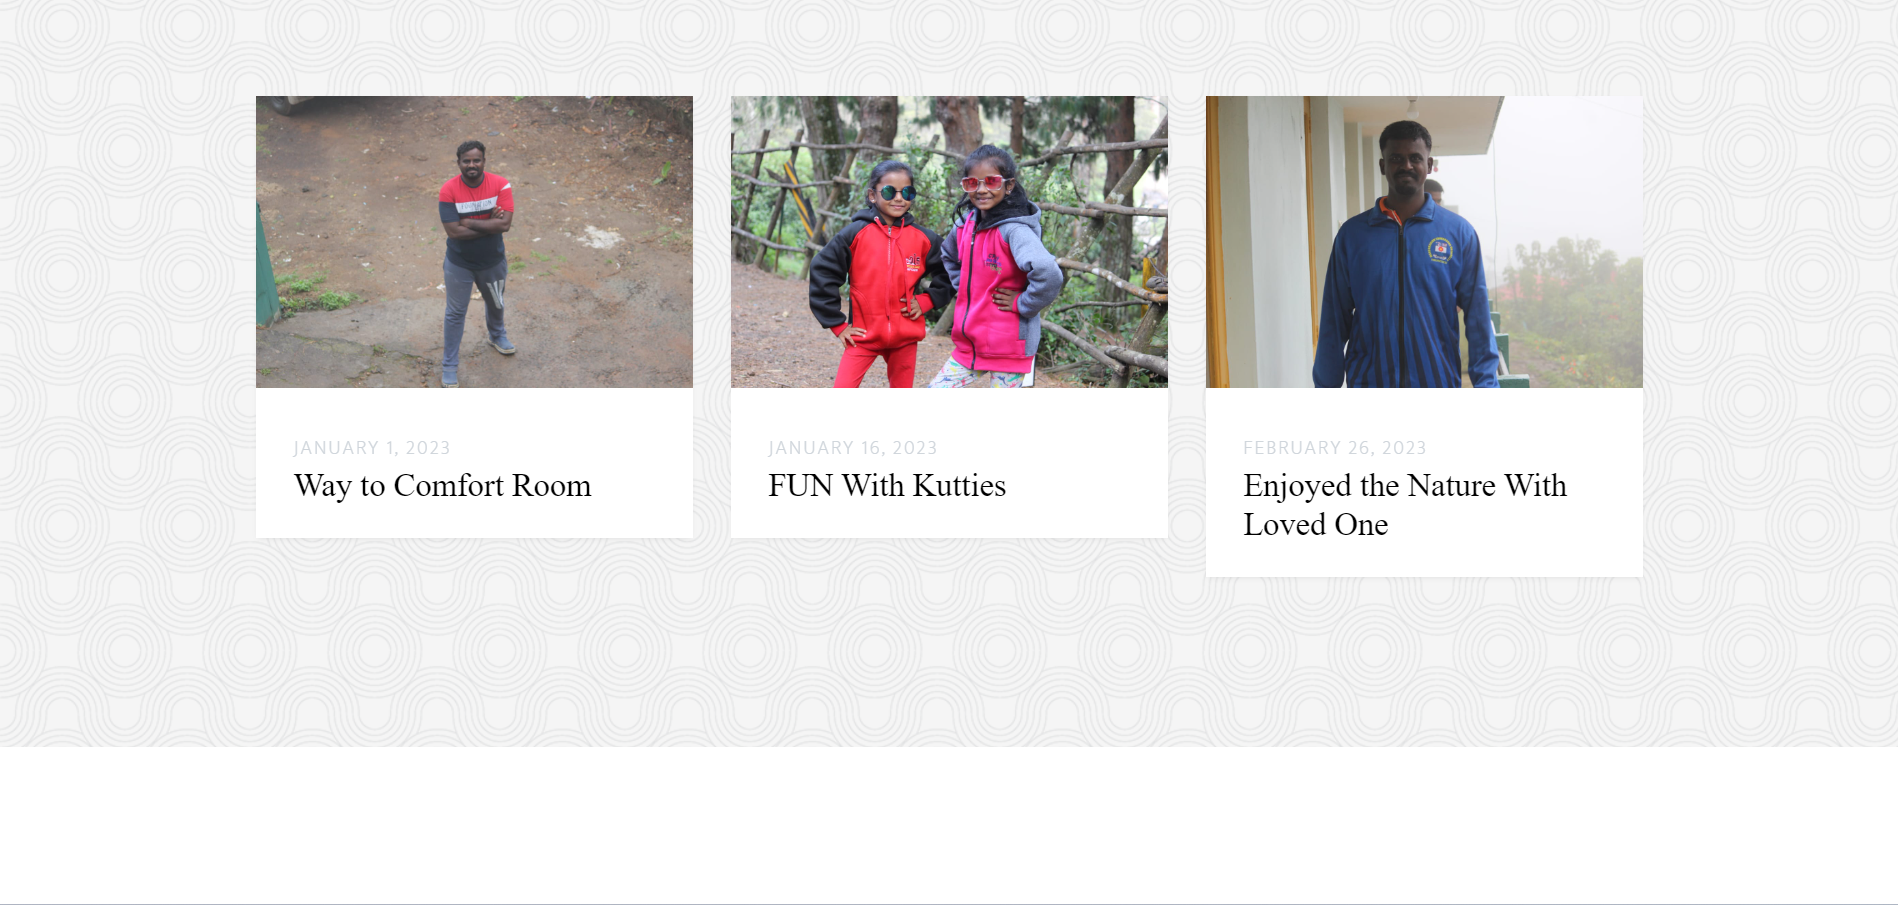 JANUARY 1, 2023
Way to Comfort Room
JANUARY 16, 2023
FUN With Kutties
FEBRUARY 26, 2023
Enjoyed the Nature With
Loved One